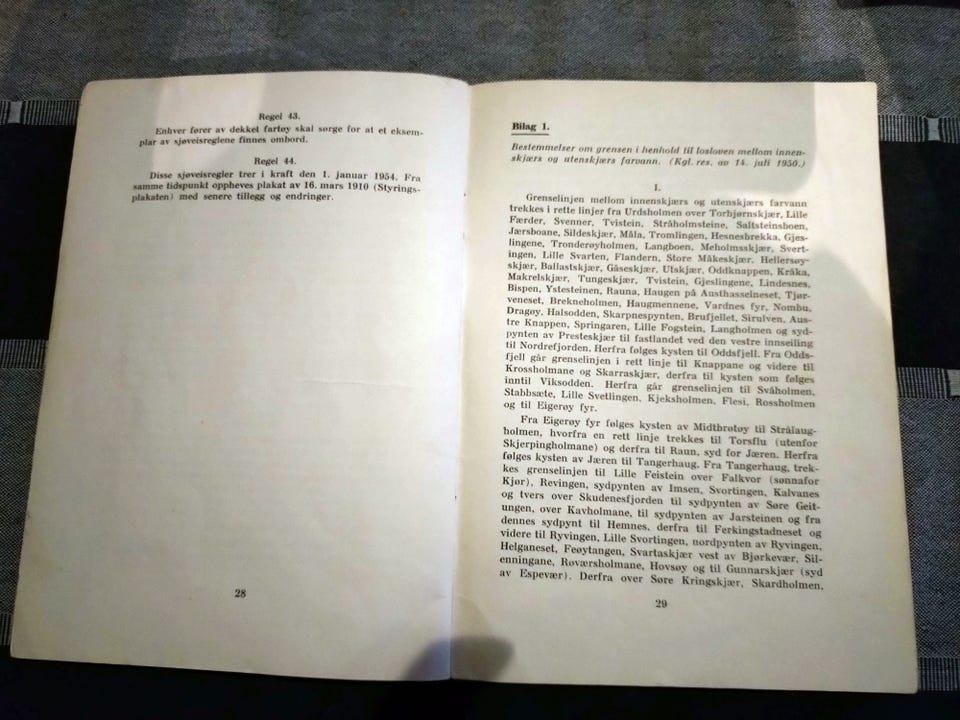 Regel 43.
Enhver fører av dekket fartøy skal sørge for at et eksem-
plar av sjøveisreglene finnes ombord.
Regel 44.
Disse sjøveisregler trer i kraft den 1. januar 1954. Fra
samme tidspunkt oppheves plakat av 16. mars 1910 (Styrings-
plakaten) med senere tillegg og endringer.
28
Bilag 1.
Bestemmelser om grensen i henhold til losloven mellom innen-
skjærs og utenskjærs farvann. (Kgl. res. av 14. juli 1950.)
I.
Grenselinjen mellom innenskjærs og utenskjærs farvann
trekkes i rette linjer fra Urdsholmen over Torbjørnskjær, Lille
Færder, Svenner, Tvistein, Stråholmsteine, Saltsteinsboen,
Jærsboane, Sildeskjær, Måla, Tromlingen, Hesnesbrekka, Gjes-
lingene, Tronderøyholmen, Langboen, Meholmsskjær, Svert-
ingen, Lille Svarten, Flandern, Store Måkeskjær, Hellersøy-
skjær, Ballastskjær, Gåseskjær, Utskjær, Oddknappen, Kråka,
Makrelskjær, Tungeskjær, Tvistein, Gjeslingene, Lindesnes,
Bispen, Ystesteinen, Rauna, Haugen på Austhasselneset, Tjør-
veneset, Brekneholmen, Haugmennene, Vardnes fyr, Nombu,
Dragøy, Halsodden, Skarpnespynten, Brufjellet, Sirulven, Aus-
tre Knappen, Springaren, Lille Fogstein, Langholmen og syd-
pynten av Presteskjær til fastlandet ved den vestre innseiling
til Nordrefjorden. Herfra følges kysten til Oddsfjell. Fra Odds-
fjell går grenselinjen i rett linje til Knappane og videre til
Krossholmane og Skarraskjær, derfra til kysten som følges
inntil Viksodden. Herfra går grenselinjen til Svåholmen,
Stabbsæte, Lille Svetlingen, Kjeksholmen, Flesi, Rossholmen
og til Eigerøy fyr.
Fra Eigerøy fyr følges kysten av Midtbrøtøy til Strålaug-
holmen, hvorfra en rett linje trekkes til Torsflu (utenfor
Skjerpingholmane) og derfra til Raun, syd for Jæren. Herfra
følges kysten av Jæren til Tangerhaug. Fra Tangerhaug, trek-
kes grenselinjen til Lille Feistein over Falkvor (sønnafor
Kjør), Revingen, sydpynten av Imsen, Svortingen, Kalvanes
og tvers over Skudenesfjorden til sydpynten av Søre Geit-
ungen, over Kavholmane, til sydpynten av Jarsteinen og fra
dennes sydpynt til Hemnes, derfra til Ferkingstadneset og
videre til Ryvingen, Lille Svortingen, nordpynten av Ryvingen,
Helganeset, Feøytangen, Svartaskjær vest av Bjørkevær, Sil-
enningane, Røværsholmane, Hovsøy og til Gunnarskjær (syd
av Espevær). Derfra over Søre Kringskjær, Skardholmen,
29